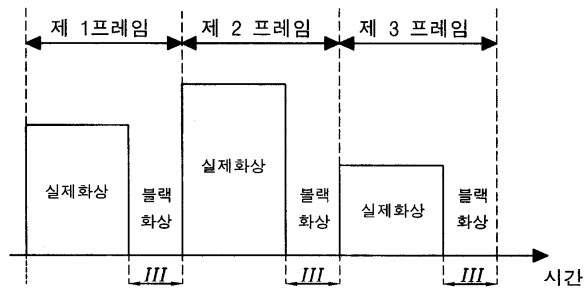 제 1프레임 제 2 프레임 제 3 프레임
실제화상
블랙
화상
실제화상
블랙
화상
실제화상
블랙
화상
III III III
시간